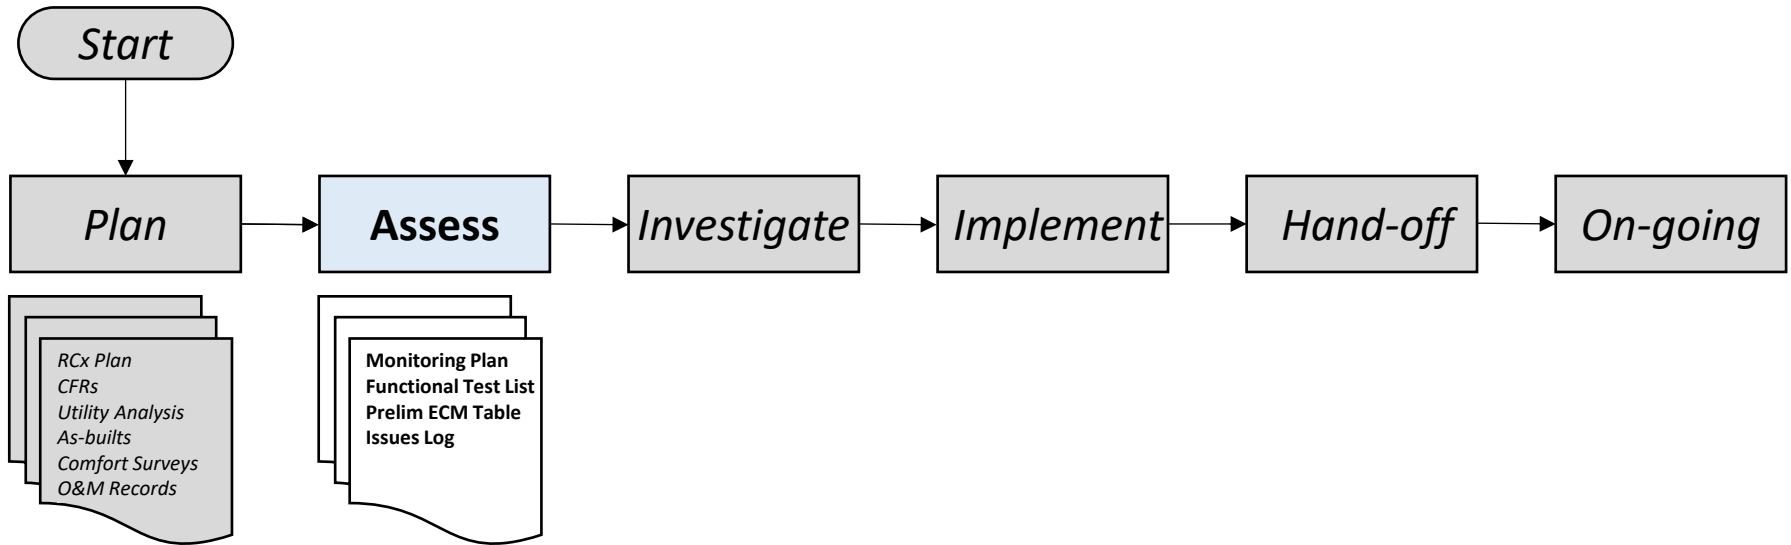 Start
Plan
Assess
Investigate
Implement
Hand-off
On-going
RCx Plan
CFRs
Utility Analysis
As-builts
Comfort Surveys
O&M Records
Monitoring Plan
Functional Test List
Prelim ECM Table
Issues Log